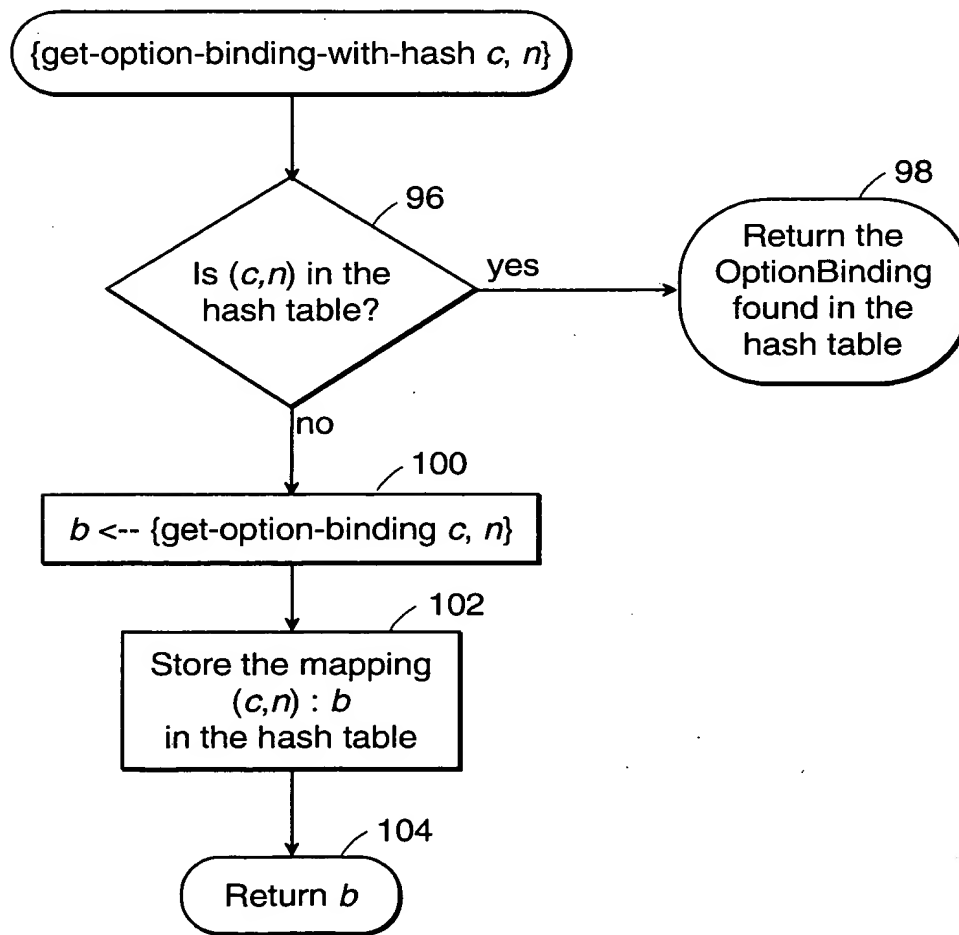 {get-option-binding-with-hash c, n}
96
Is (c,n) in the
hash table?
yes
98
Return the
OptionBinding
found in the
hash table
no
100
b <-- {get-option-binding c, n}
102
Store the mapping
(c,n) : b
in the hash table
104
Return b